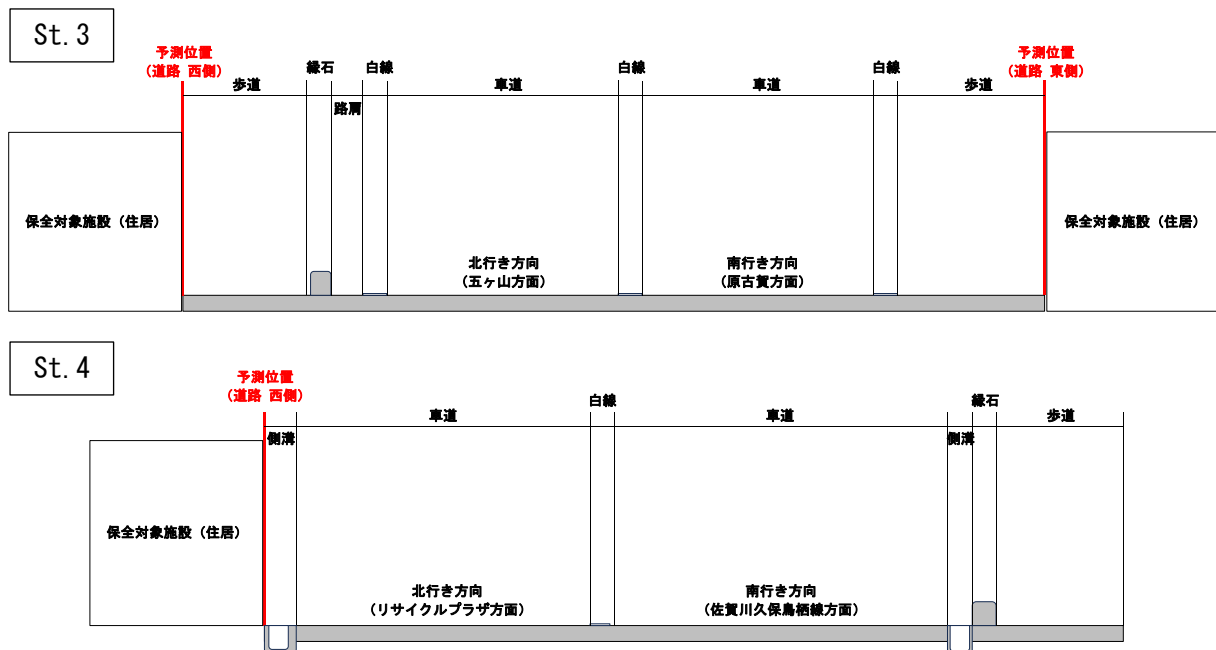 St.3
予測位置
(道路 西側)
予測位置
(道路 東側)
歩道
縁石
白線
車道
白線
車道
白線
歩道
路肩
保全対象施設（住居）
保全対象施設（住居）
北行き方向
(五ヶ山方面)
南行き方向
(原古賀方面)
St.4
予測位置
(道路 西側)
車道
白線
車道
縁石
歩道
側溝
側溝
保全対象施設（住居）
北行き方向
(リサイクルプラザ方面)
南行き方向
(佐賀川久保鳥栖線方面)